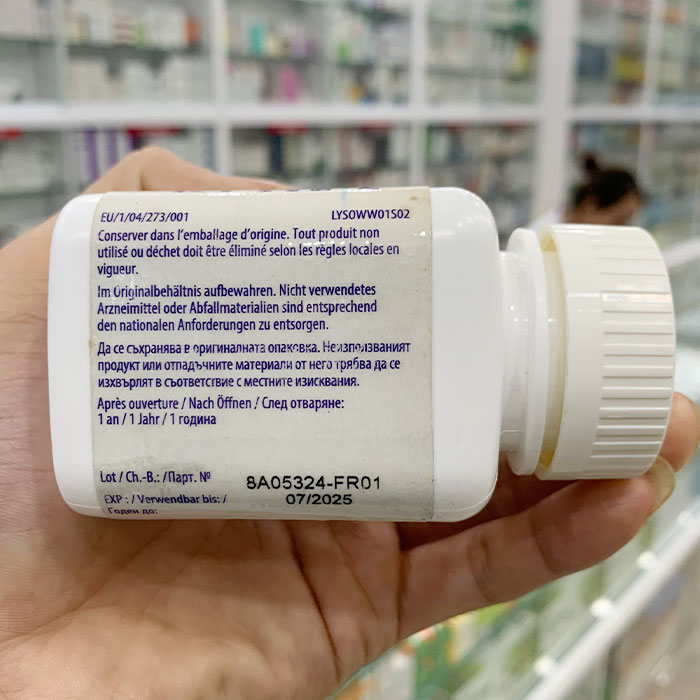 EU/1/04/273/001 LYS0WW01S02
Conserver dans l'emballage d'origine. Tout produit non
utilisé ou déchet doit être éliminé selon les règles locales en
vigueur.
Im Originalbehältnis aufbewahren. Nicht verwendetes
Arzneimittel oder Abfallmaterialien sind entsprechend
den nationalen Anforderungen zu entsorgen.
Да се съхранява в оригиналната опаковка. Неизползваният
продукт или отпадъчните материали от него трябва да се
изхвърлят в съответствие с местните изисквания.
Après ouverture / Nach Öffnen / След отваряне:
1 an / 1 Jahr / 1 година
Lot / Ch.-B.: /Парт. № 8A05324-FR01
EXP : / Verwendbar bis: / 07/2025
Годен до: